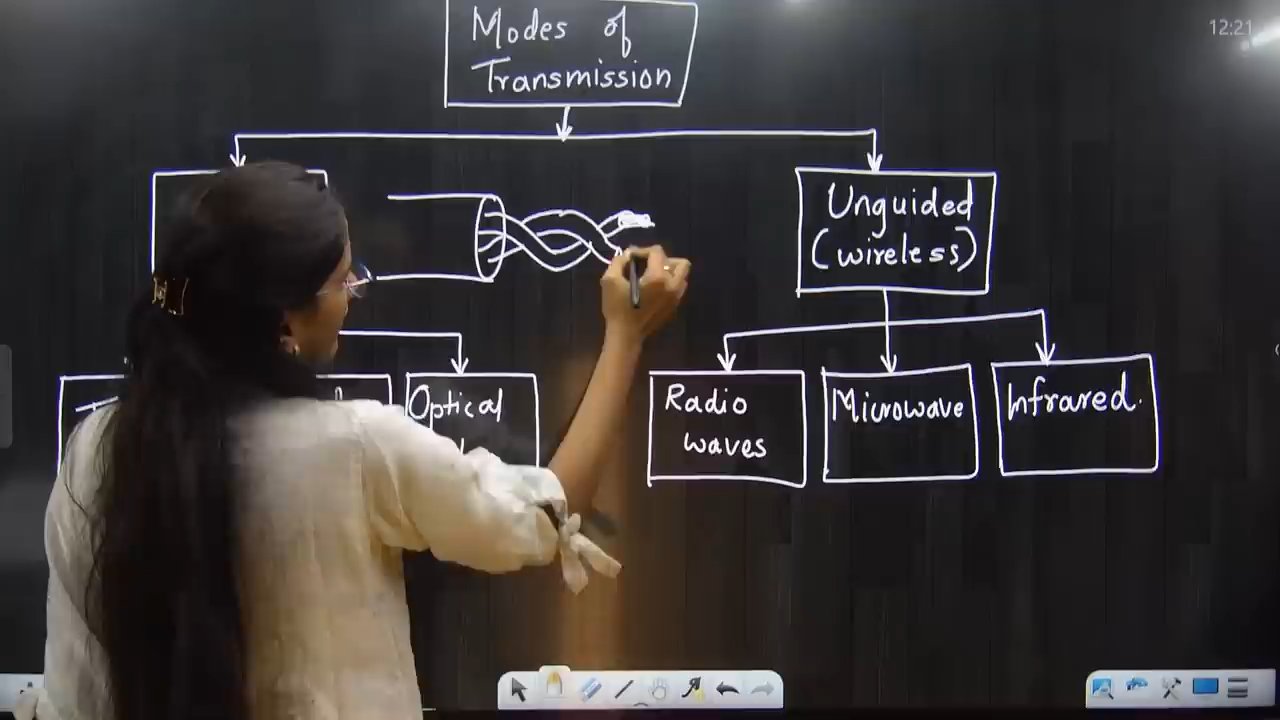 12:21
Modes of
Transmission
Unguided
(wireless)
Optical
Radio
waves
Microwave
Infrared.